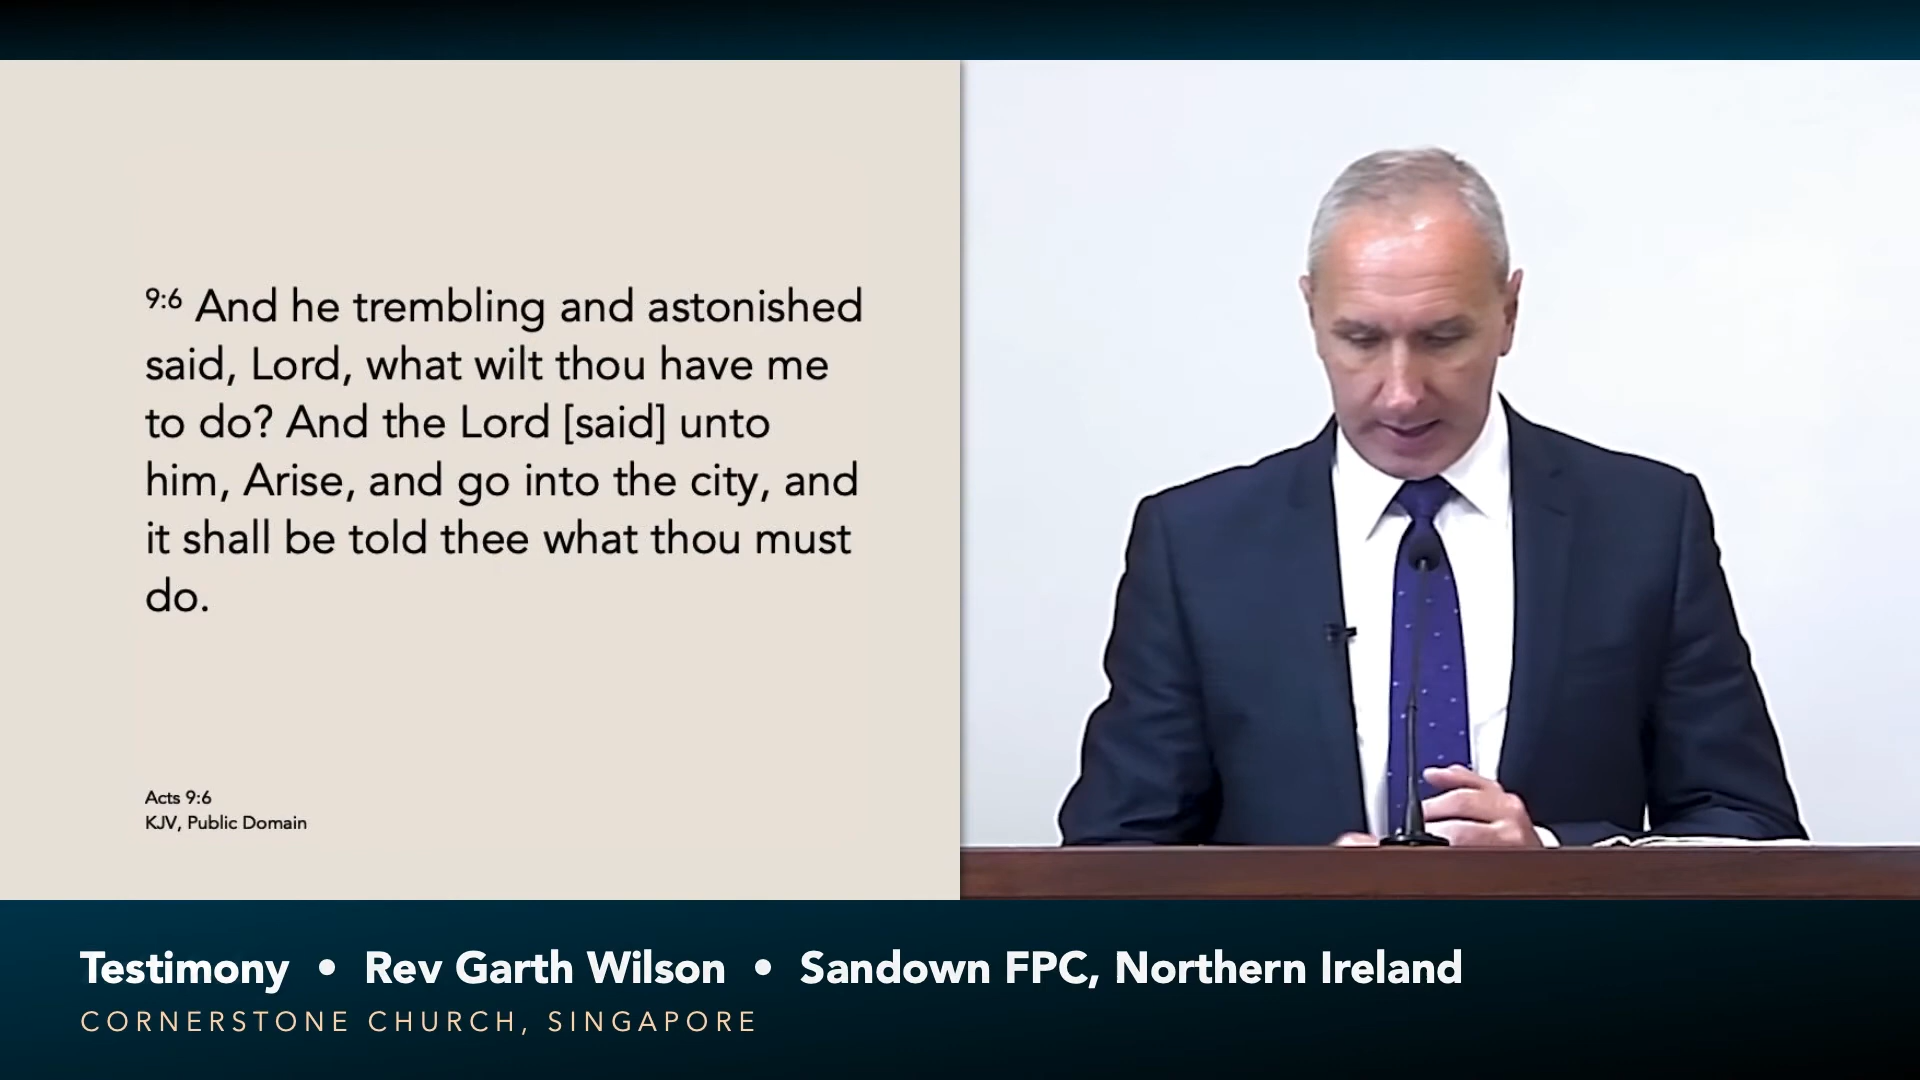 9:6 And he trembling and astonished
said, Lord, what wilt thou have me
to do? And the Lord [said] unto
him, Arise, and go into the city, and
it shall be told thee what thou must
do.
Acts 9:6
KJV, Public Domain
Testimony • Rev Garth Wilson • Sandown FPC, Northern Ireland
CORNERSTONE CHURCH, SINGAPORE